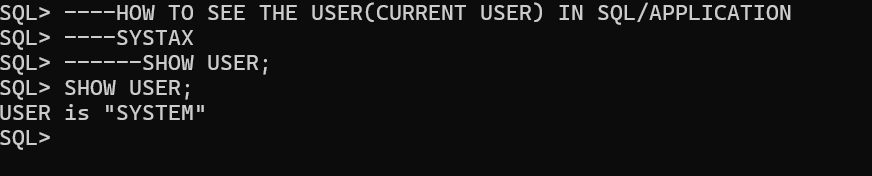 SQL> ----HOW TO SEE THE USER(CURRENT USER) IN SQL/APPLICATION
SQL> ----SYSTAX
SQL> ------SHOW USER;
SQL> SHOW USER;
USER is "SYSTEM"
SQL>